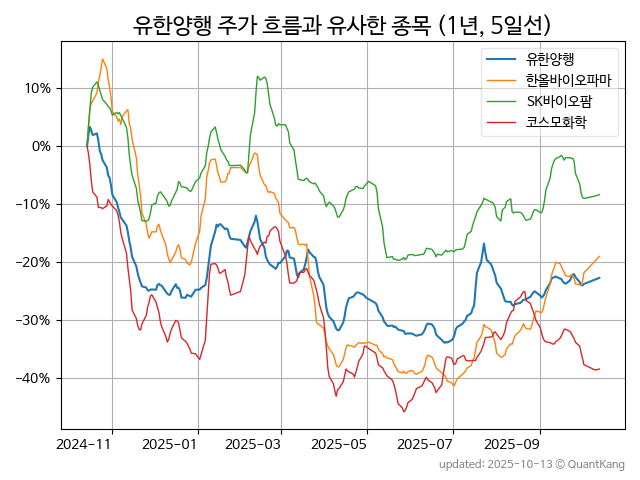 유한양행 주가 흐름과 유사한 종목 (1년, 5일선)
유한양행
한올바이오파마
SK바이오팜
코스모화학
10%
0%
−10%
−20%
−30%
−40%
2024-11 2025-01 2025-03 2025-05 2025-07 2025-09
updated: 2025-10-13 ⓒ QuantKang